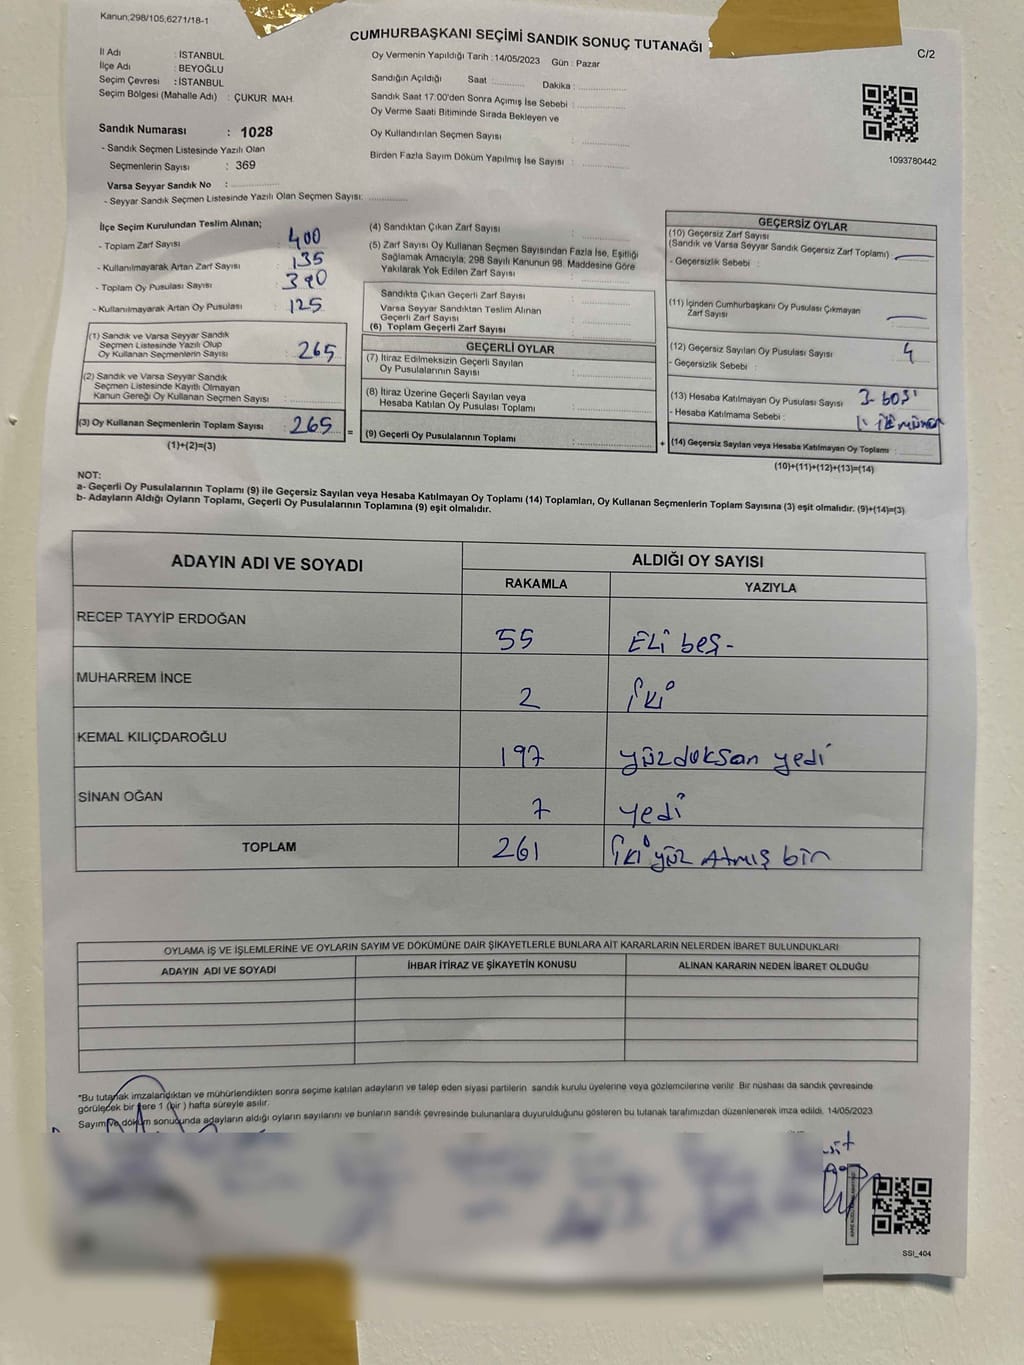 Kanun;298/105;6271/18-1
CUMHURBAŞKANI SEÇİMİ SANDIK SONUÇ TUTANAĞI
C/2
İl Adı : İSTANBUL
İlçe Adı : BEYOĞLU
Seçim Çevresi : İSTANBUL
Seçim Bölgesi (Mahalle Adı) : ÇUKUR MAH.
Oy Vermenin Yapıldığı Tarih :14/05/2023 Gün : Pazar
Sandığın Açıldığı Saat : Dakika :
Sandık Saat 17:00'den Sonra Açımış İse Sebebi :
Oy Verme Saati Bitiminde Sırada Bekleyen ve
Oy Kullandırılan Seçmen Sayısı :
Birden Fazla Sayım Döküm Yapılmış İse Sayısı :
1093780442
Sandık Numarası : 1028
- Sandık Seçmen Listesinde Yazılı Olan
Seçmenlerin Sayısı : 369
Varsa Seyyar Sandık No :
- Seyyar Sandık Seçmen Listesinde Yazılı Olan Seçmen Sayısı:
İlçe Seçim Kurulundan Teslim Alınan;
- Toplam Zarf Sayısı : 400
- Kullanılmayarak Artan Zarf Sayısı : 135
- Toplam Oy Pusulası Sayısı : 390
- Kullanılmayarak Artan Oy Pusulası : 125
(1) Sandık ve Varsa Seyyar Sandık
Seçmen Listesinde Yazılı Olup
Oy Kullanan Seçmenlerin Sayısı : 265
(2) Sandık ve Varsa Seyyar Sandık
Seçmen Listesinde Kayıtlı Olmayan
Kanun Gereği Oy Kullanan Seçmen Sayısı :
(3) Oy Kullanan Seçmenlerin Toplam Sayısı : 265
(1)+(2)=(3)
(4) Sandıktan Çıkan Zarf Sayısı :
(5) Zarf Sayısı Oy Kullanan Seçmen Sayısından Fazla İse, Eşitliği
Sağlamak Amacıyla; 298 Sayılı Kanunun 98. Maddesine Göre
Yakılarak Yok Edilen Zarf Sayısı :
Sandıkta Çıkan Geçerli Zarf Sayısı :
Varsa Seyyar Sandıktan Teslim Alınan
Geçerli Zarf Sayısı :
(6) Toplam Geçerli Zarf Sayısı :
GEÇERLİ OYLAR
(7) İtiraz Edilmeksizin Geçerli Sayılan
Oy Pusulalarının Sayısı :
(8) İtiraz Üzerine Geçerli Sayılan veya
Hesaba Katılan Oy Pusulası Toplamı :
= (9) Geçerli Oy Pusulalarının Toplamı :
GEÇERSİZ OYLAR
(10) Geçersiz Zarf Sayısı
(Sandık ve Varsa Seyyar Sandık Geçersiz Zarf Toplamı) :
- Geçersizlik Sebebi :
(11) İçinden Cumhurbaşkanı Oy Pusulası Çıkmayan
Zarf Sayısı :
(12) Geçersiz Sayılan Oy Pusulası Sayısı : 4
- Geçersizlik Sebebi :
(13) Hesaba Katılmayan Oy Pusulası Sayısı 3- boş
- Hesaba Katılmama Sebebi : 1-
+ (14) Geçersiz Sayılan veya Hesaba Katılmayan Oy Toplamı :
(10)+(11)+(12)+(13)=(14)
NOT:
a- Geçerli Oy Pusulalarının Toplamı (9) ile Geçersiz Sayılan veya Hesaba Katılmayan Oy Toplamı (14) Toplamları, Oy Kullanan Seçmenlerin Toplam Sayısına (3) eşit olmalıdır. (9)+(14)=(3)
b- Adayların Aldığı Oyların Toplamı, Geçerli Oy Pusulalarının Toplamına (9) eşit olmalıdır.
ADAYIN ADI VE SOYADI ALDIĞI OY SAYISI
RAKAMLA YAZIYLA
RECEP TAYYİP ERDOĞAN 55 ELi beş-
MUHARREM İNCE 2 iki
KEMAL KILIÇDAROĞLU 197 yüzdoksan yedi
SİNAN OĞAN 7 yedi
TOPLAM 261 iki yüz Atmış bir
OYLAMA İŞ VE İŞLEMLERİNE VE OYLARIN SAYIM VE DÖKÜMÜNE DAİR ŞİKAYETLERLE BUNLARA AİT KARARLARIN NELERDEN İBARET BULUNDUKLARI
ADAYIN ADI VE SOYADI İHBAR İTİRAZ VE ŞİKAYETİN KONUSU ALINAN KARARIN NEDEN İBARET OLDUĞU
*Bu tutanak imzalandıktan ve mühürlendikten sonra seçime katılan adayların ve talep eden siyasi partilerin sandık kurulu üyelerine veya gözlemcilerine verilir. Bir nüshası da sandık çevresinde
görülecek bir yere 1 (bir ) hafta süreyle asılır.
Sayım ve döküm sonucunda adayların aldığı oyların sayılarını ve bunların sandık çevresinde bulunanlara duyurulduğunu gösteren bu tutanak tarafımızdan düzenlenerek imza edildi. 14/05/2023
SSI_404